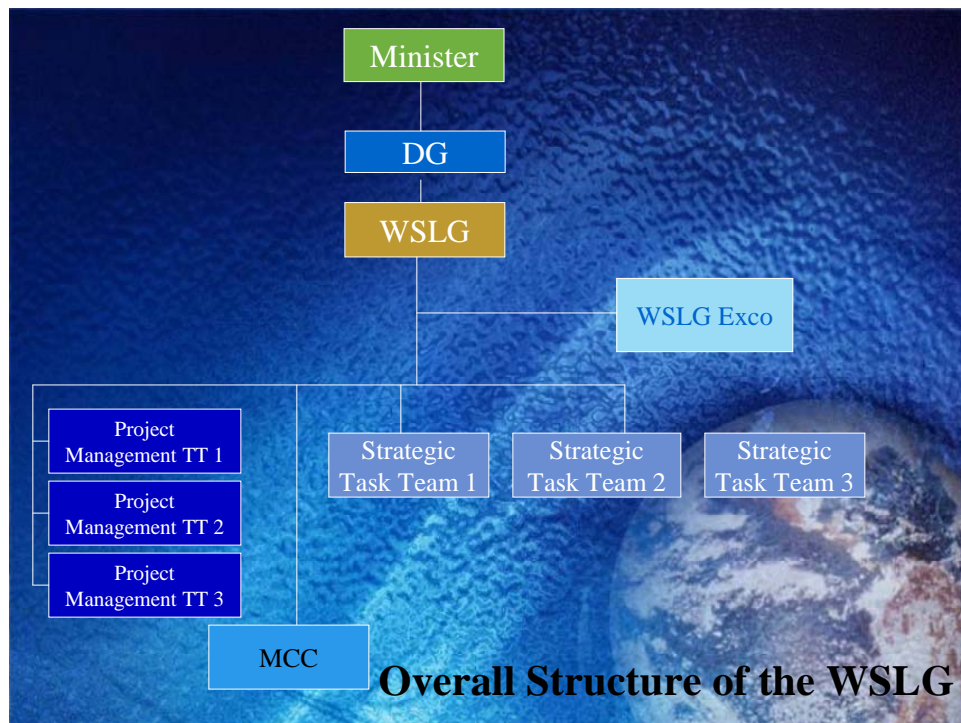 Minister
DG
WSLG
WSLG Exco
Project
Management TT 1
Project
Management TT 2
Project
Management TT 3
Strategic
Task Team 1
Strategic
Task Team 2
Strategic
Task Team 3
MCC
Overall Structure of the WSLG